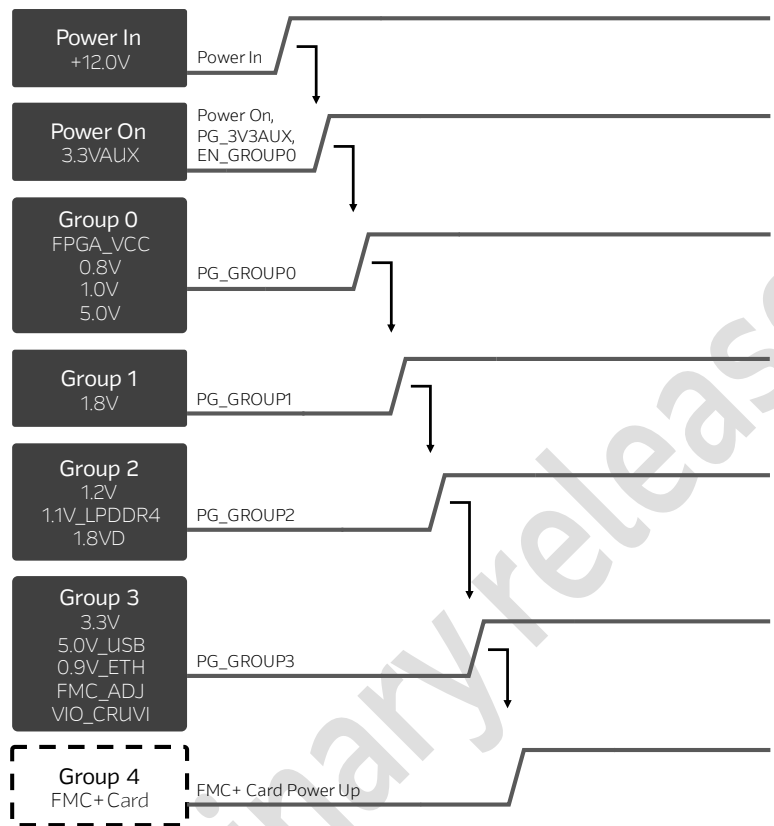 Power In
+12.0V
Power In
Power On
3.3VAUX
Power On,
PG_3V3AUX,
EN_GROUP0
Group 0
FPGA_VCC
0.8V
1.0V
5.0V
PG_GROUP0
Group 1
1.8V
PG_GROUP1
Group 2
1.2V
1.1V_LPDDR4
1.8VD
PG_GROUP2
Group 3
3.3V
5.0V_USB
0.9V_ETH
FMC_ADJ
VIO_CRUVI
PG_GROUP3
Group 4
FMC+ Card
FMC+ Card Power Up
inary release